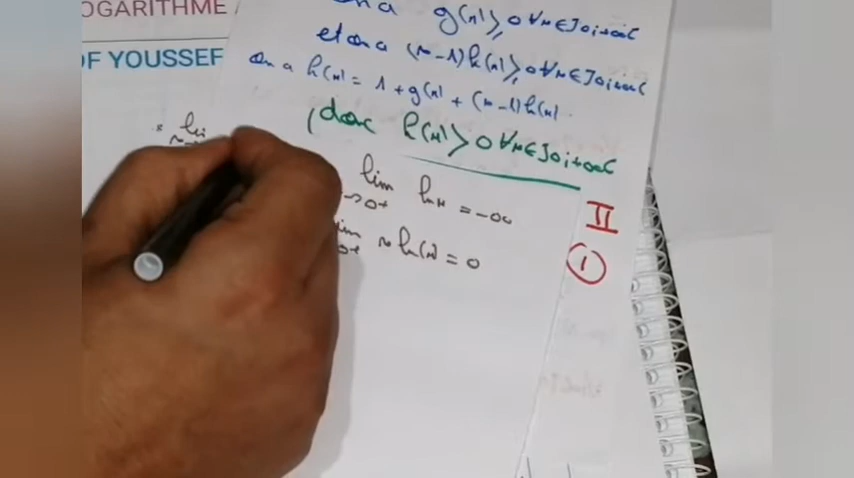 OGARITHME
OF YOUSSEF
on a g(x)⩾0 ∀x∈]0;+∞[
et on a (x-1)h(x)⩾0 ∀x∈]0;+∞[
on a h(x) = 1+g(x)+(x-1)h(x)
donc h(x)>0 ∀x∈]0;+∞[
lim
lim ln x = -∞
→0+
II
1
x ln(x) = 0
0+